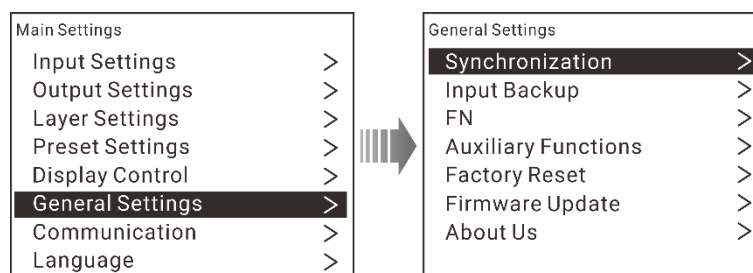 Main Settings
Input Settings >
Output Settings >
Layer Settings >
Preset Settings >
Display Control >
General Settings >
Communication >
Language >
General Settings
Synchronization >
Input Backup >
FN >
Auxiliary Functions >
Factory Reset >
Firmware Update >
About Us >